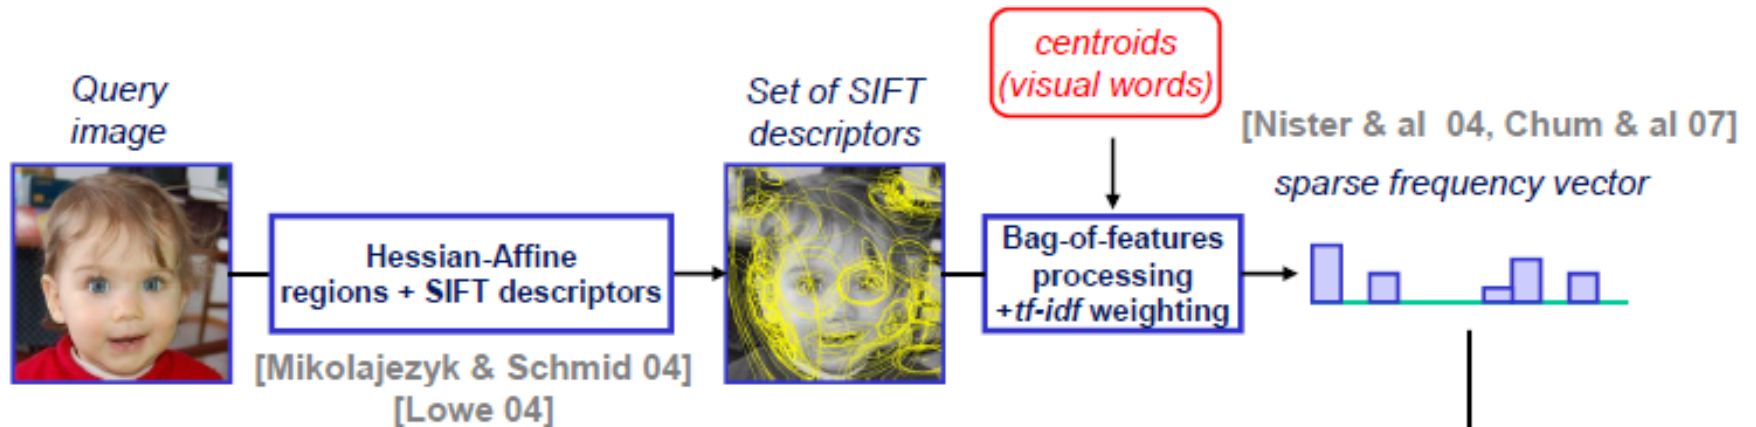 Query
image
Hessian-Affine
regions + SIFT descriptors
[Mikolajezyk & Schmid 04]
[Lowe 04]
Set of SIFT
descriptors
centroids
(visual words)
Bag-of-features
processing
+tf-idf weighting
[Nister & al  04, Chum & al 07]
sparse frequency vector